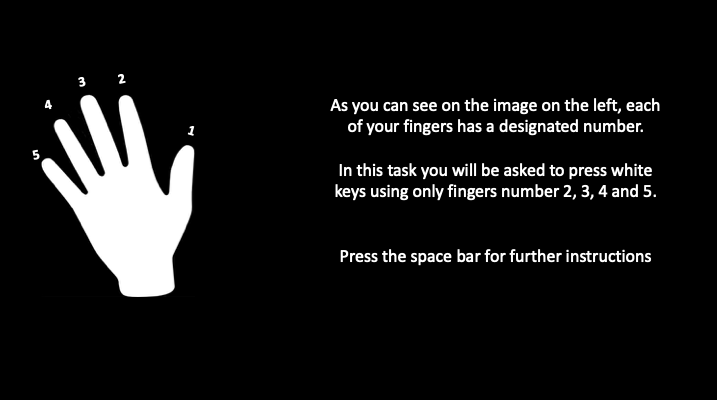 1
2
3
4
5
As you can see on the image on the left, each
of your fingers has a designated number.
In this task you will be asked to press white
keys using only fingers number 2, 3, 4 and 5.
Press the space bar for further instructions